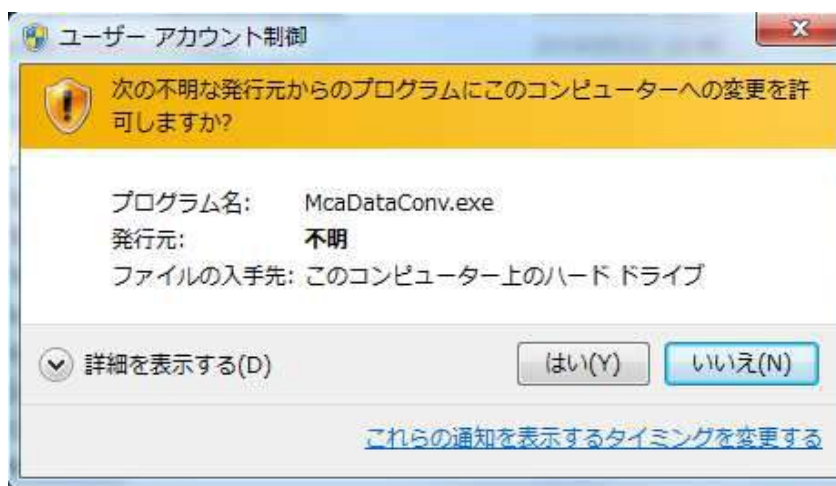 ユーザー アカウント制御
次の不明な発行元からのプログラムにこのコンピューターへの変更を許
可しますか?
プログラム名: McaDataConv.exe
発行元: 不明
ファイルの入手先: このコンピューター上のハード ドライブ
詳細を表示する(D) はい(Y) いいえ(N)
これらの通知を表示するタイミングを変更する